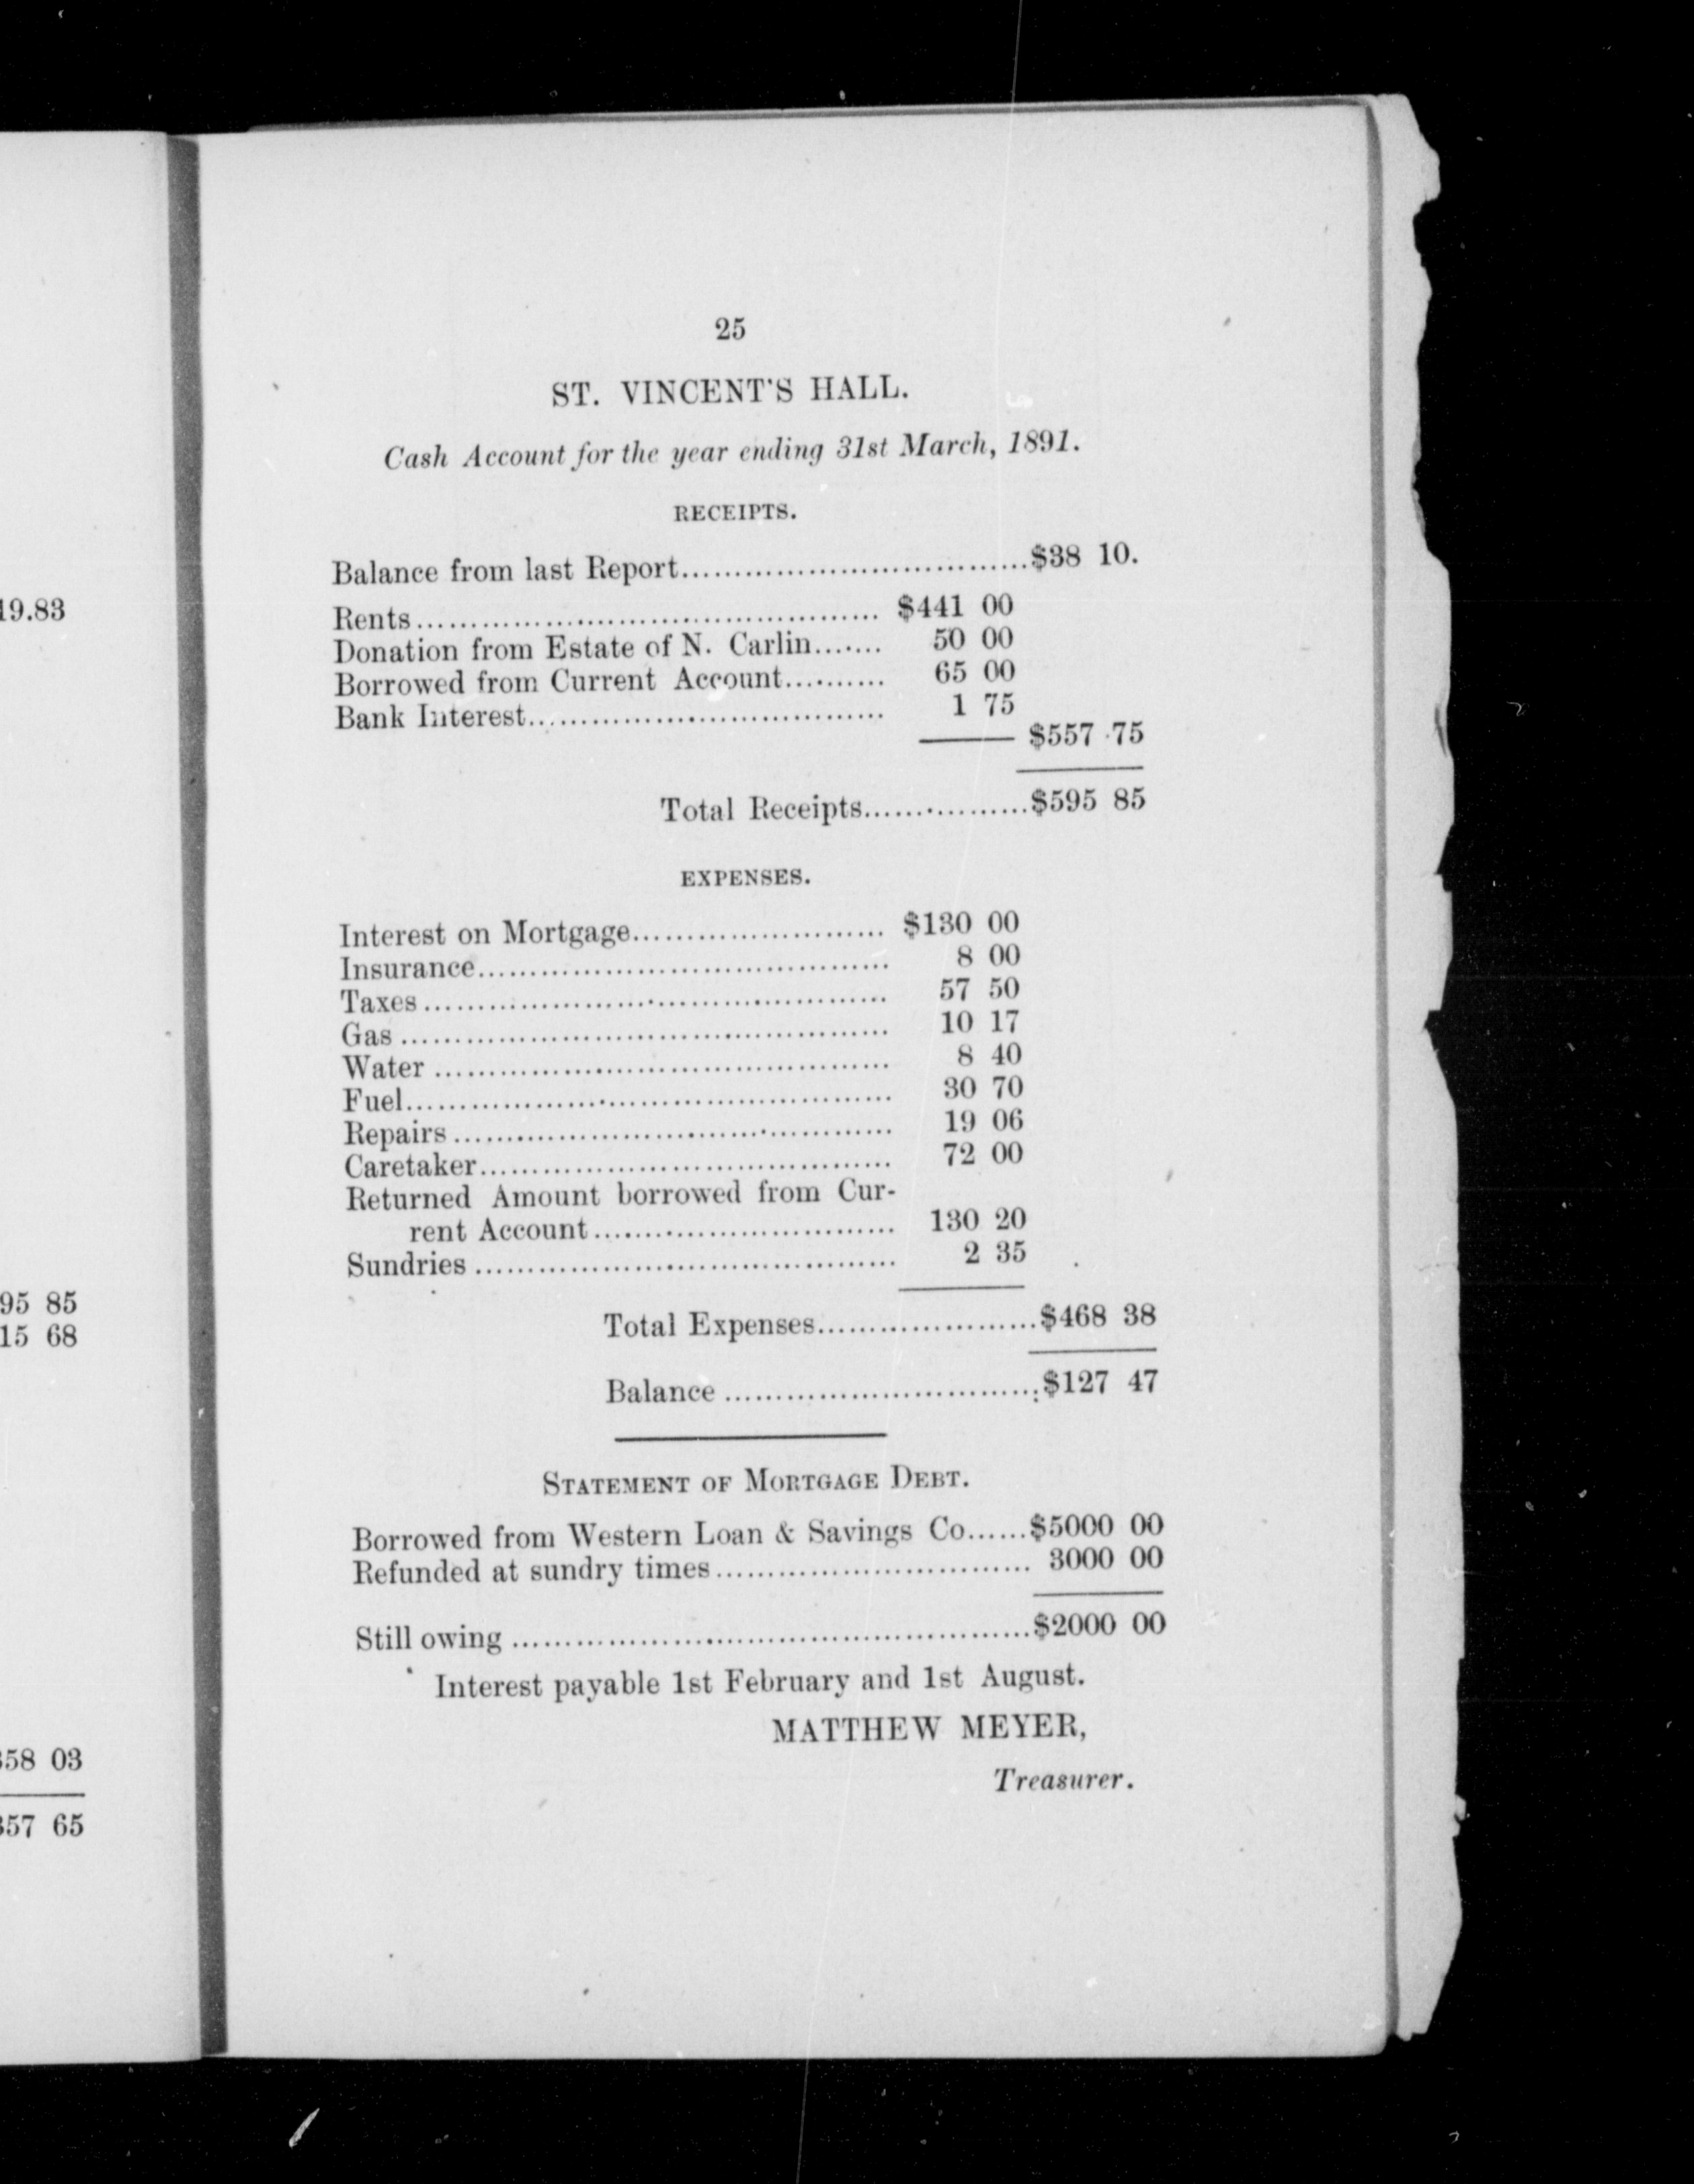 19.83
95 85
15 68
58 03
357 65
25
ST. VINCENT'S HALL.
Cash Account for the year ending 31st March, 1891.
RECEIPTS.
Balance from last Report.................................$38 10.
Rents............................................ $441 00
Donation from Estate of N. Carlin....... 50 00
Borrowed from Current Account.......... 65 00
Bank Interest.................................. 1 75
$557 75
Total Receipts................$595 85
EXPENSES.
Interest on Mortgage........................ $130 00
Insurance....................................... 8 00
Taxes............................................ 57 50
Gas .............................................. 10 17
Water ........................................... 8 40
Fuel.............................................. 30 70
Repairs.......................................... 19 06
Caretaker....................................... 72 00
Returned Amount borrowed from Cur-
rent Account............................. 130 20
Sundries ........................................ 2 35
Total Expenses.....................$468 38
Balance ..............................$127 47
STATEMENT OF MORTGAGE DEBT.
Borrowed from Western Loan & Savings Co......$5000 00
Refunded at sundry times.............................. 3000 00
Still owing .................................................$2000 00
Interest payable 1st February and 1st August.
MATTHEW MEYER,
Treasurer.